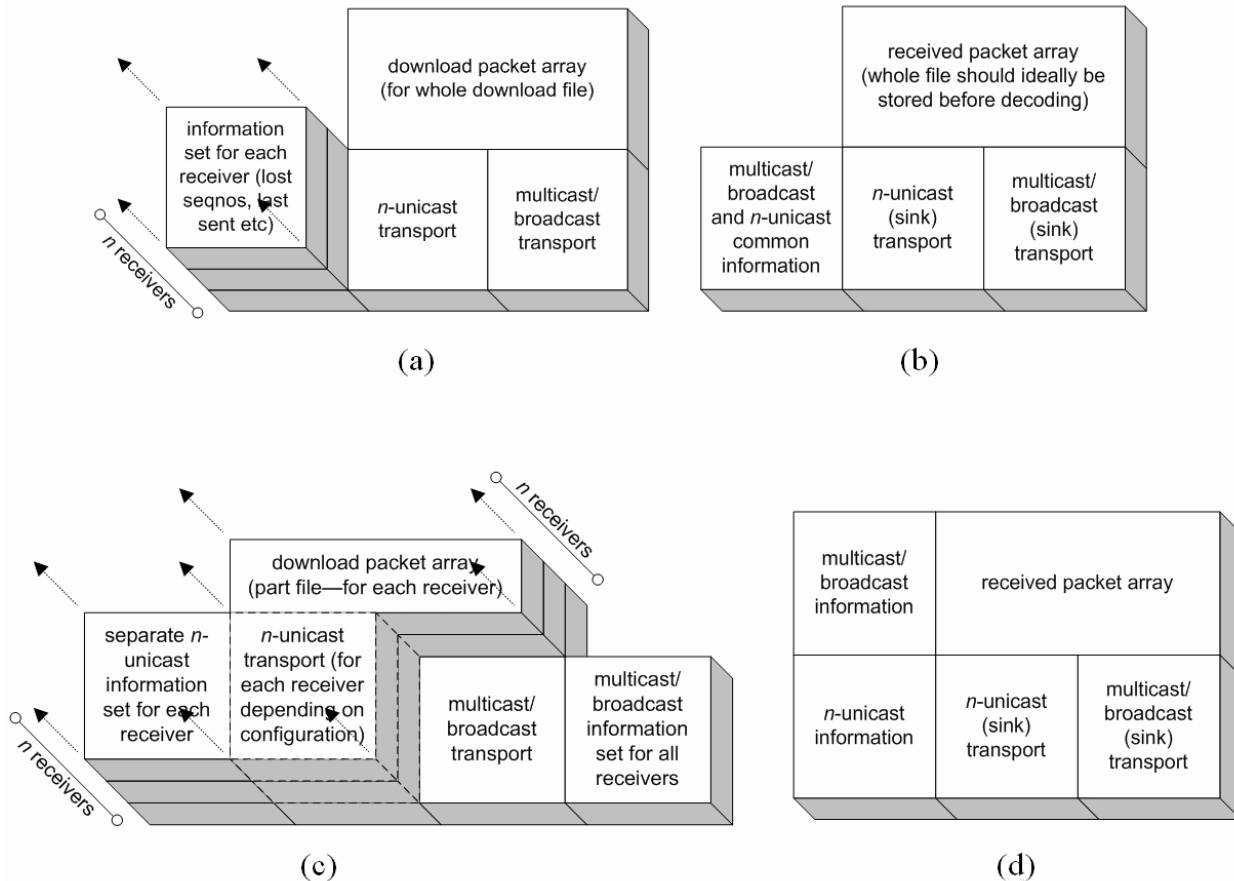 download packet array
(for whole download file)
information
set for each
receiver (lost
seqnos, last
sent etc)
n-unicast
transport
multicast/
broadcast
transport
n receivers
(a)
received packet array
(whole file should ideally be
stored before decoding)
multicast/
broadcast
and n-unicast
common
information
n-unicast
(sink)
transport
multicast/
broadcast
(sink)
transport
(b)
n receivers
download packet array
(part file—for each receiver)
separate n-
unicast
information
set for each
receiver
n-unicast
transport (for
each receiver
depending on
configuration)
multicast/
broadcast
transport
multicast/
broadcast
information
set for all
receivers
n receivers
(c)
multicast/
broadcast
information
received packet array
n-unicast
information
n-unicast
(sink)
transport
multicast/
broadcast
(sink)
transport
(d)